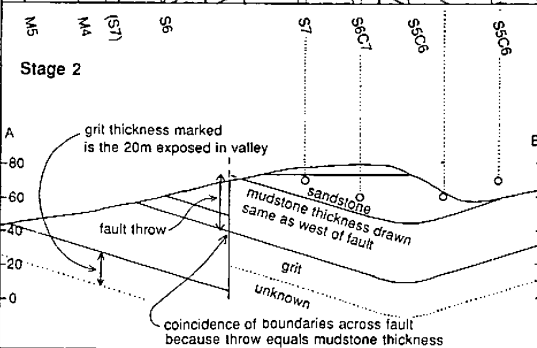 M5
M4
(S7)
S6
S7
S6C7
S5C6
S5C6
Stage 2
A
grit thickness marked
is the 20m exposed in valley
80
60
40
20
0
fault throw
sandstone
mudstone thickness drawn
same as west of fault
grit
unknown
coincidence of boundaries across fault
because throw equals mudstone thickness